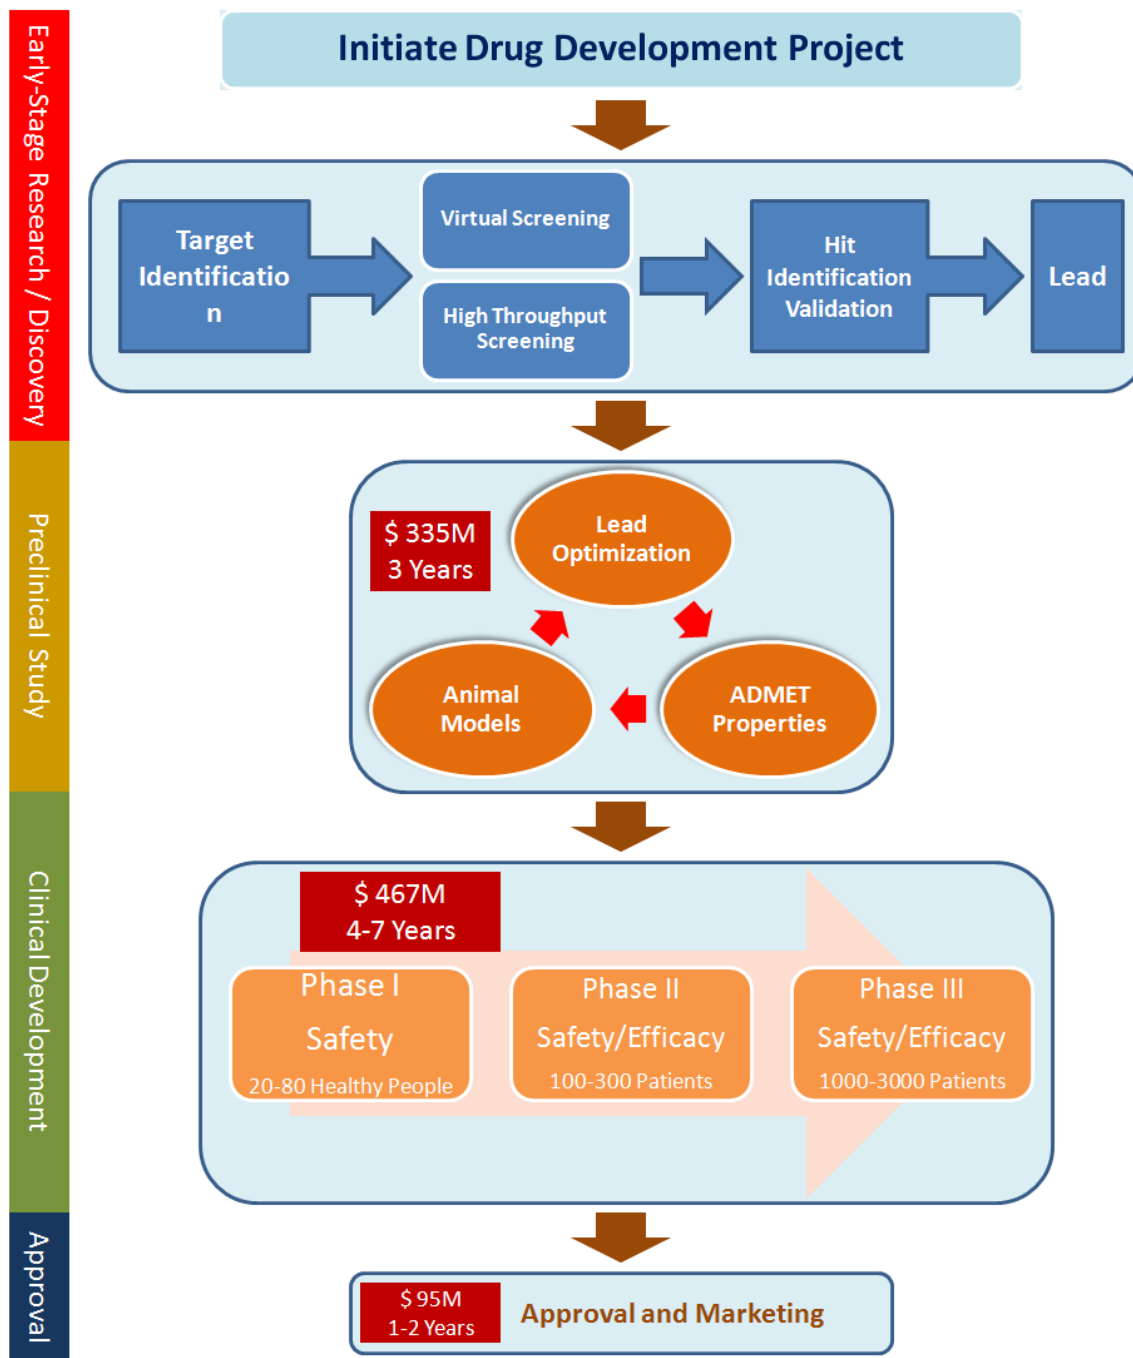 Initiate Drug Development Project
Early-Stage Research / Discovery
Target
Identificatio
n
Virtual Screening
High Throughput
Screening
Hit
Identification
Validation
Lead
Preclinical Study
$ 335M
3 Years
Lead
Optimization
Animal
Models
ADMET
Properties
Clinical Development
$ 467M
4-7 Years
Phase I
Safety
20-80 Healthy People
Phase II
Safety/Efficacy
100-300 Patients
Phase III
Safety/Efficacy
1000-3000 Patients
Approval
$ 95M
1-2 Years
Approval and Marketing